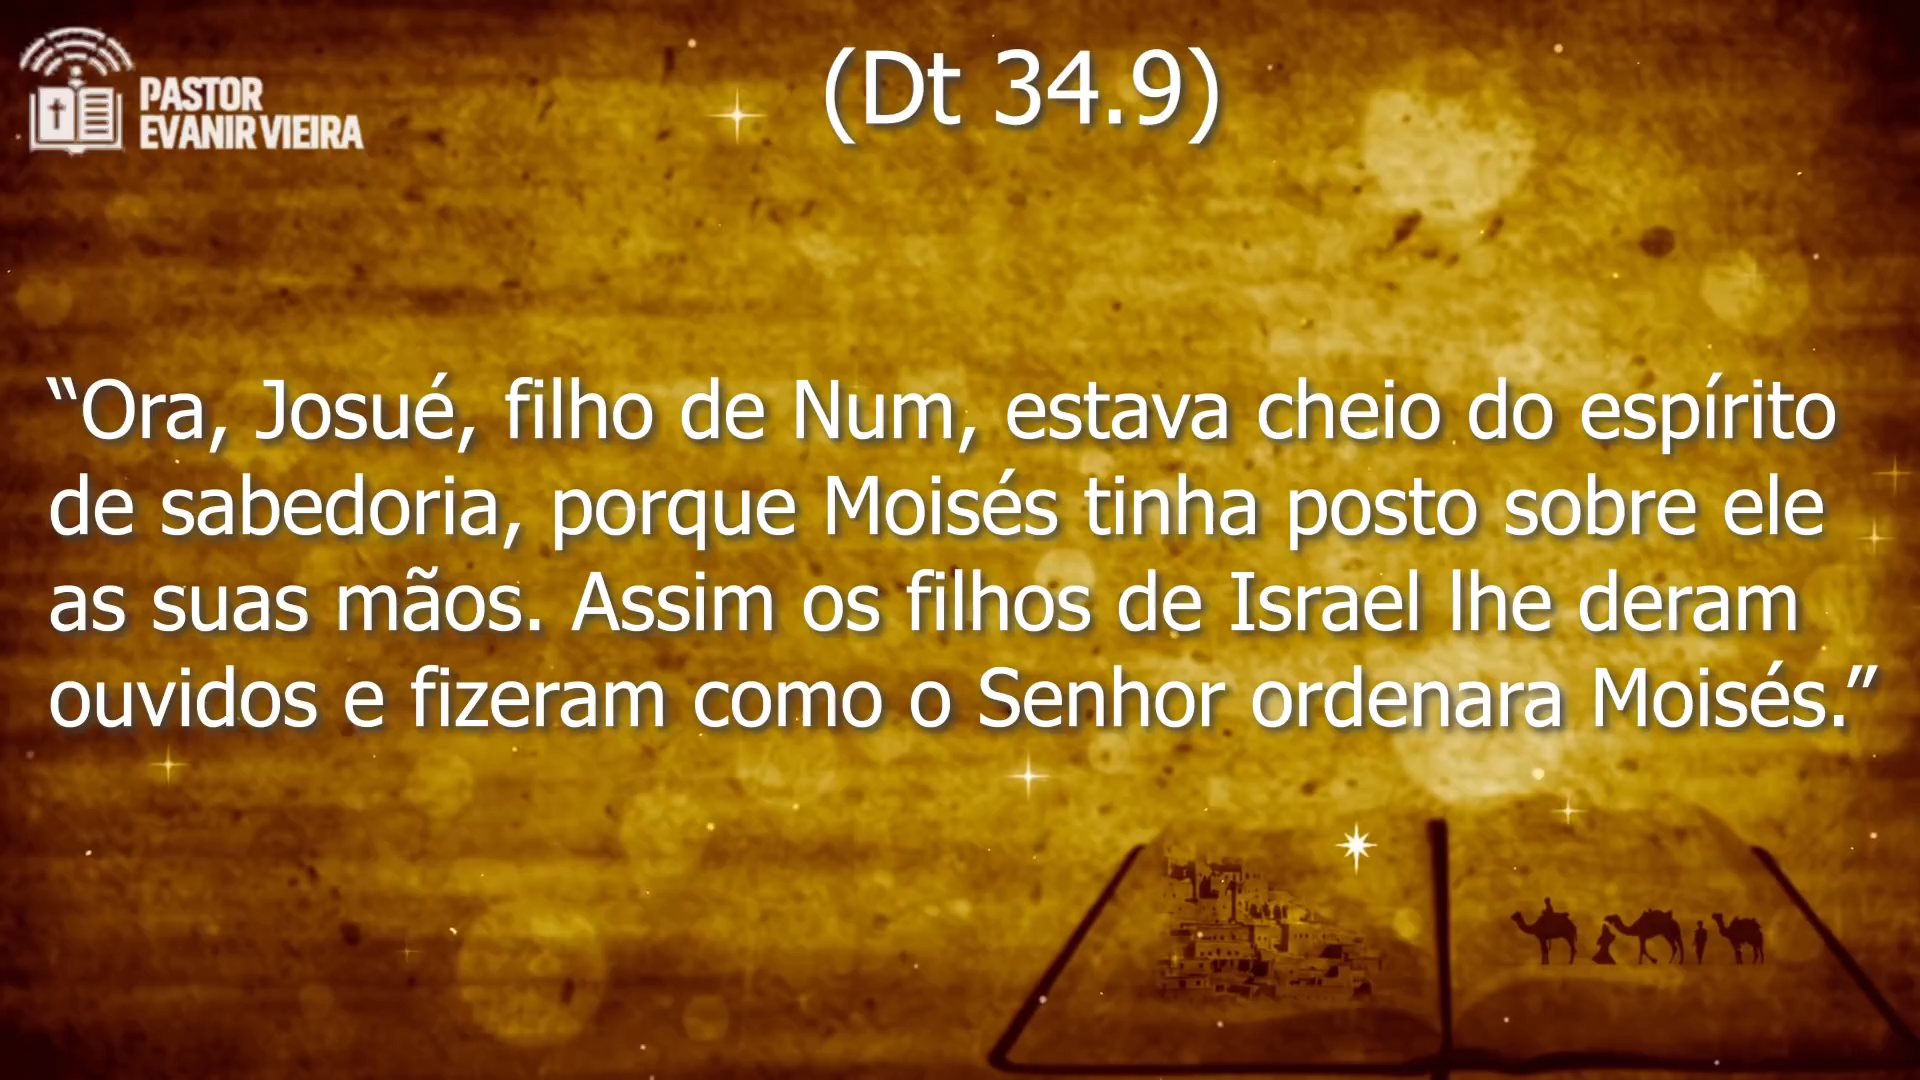 PASTOR
EVANIR VIEIRA
(Dt 34.9)
“Ora, Josué, filho de Num, estava cheio do espírito
de sabedoria, porque Moisés tinha posto sobre ele
as suas mãos. Assim os filhos de Israel lhe deram
ouvidos e fizeram como o Senhor ordenara Moisés.”